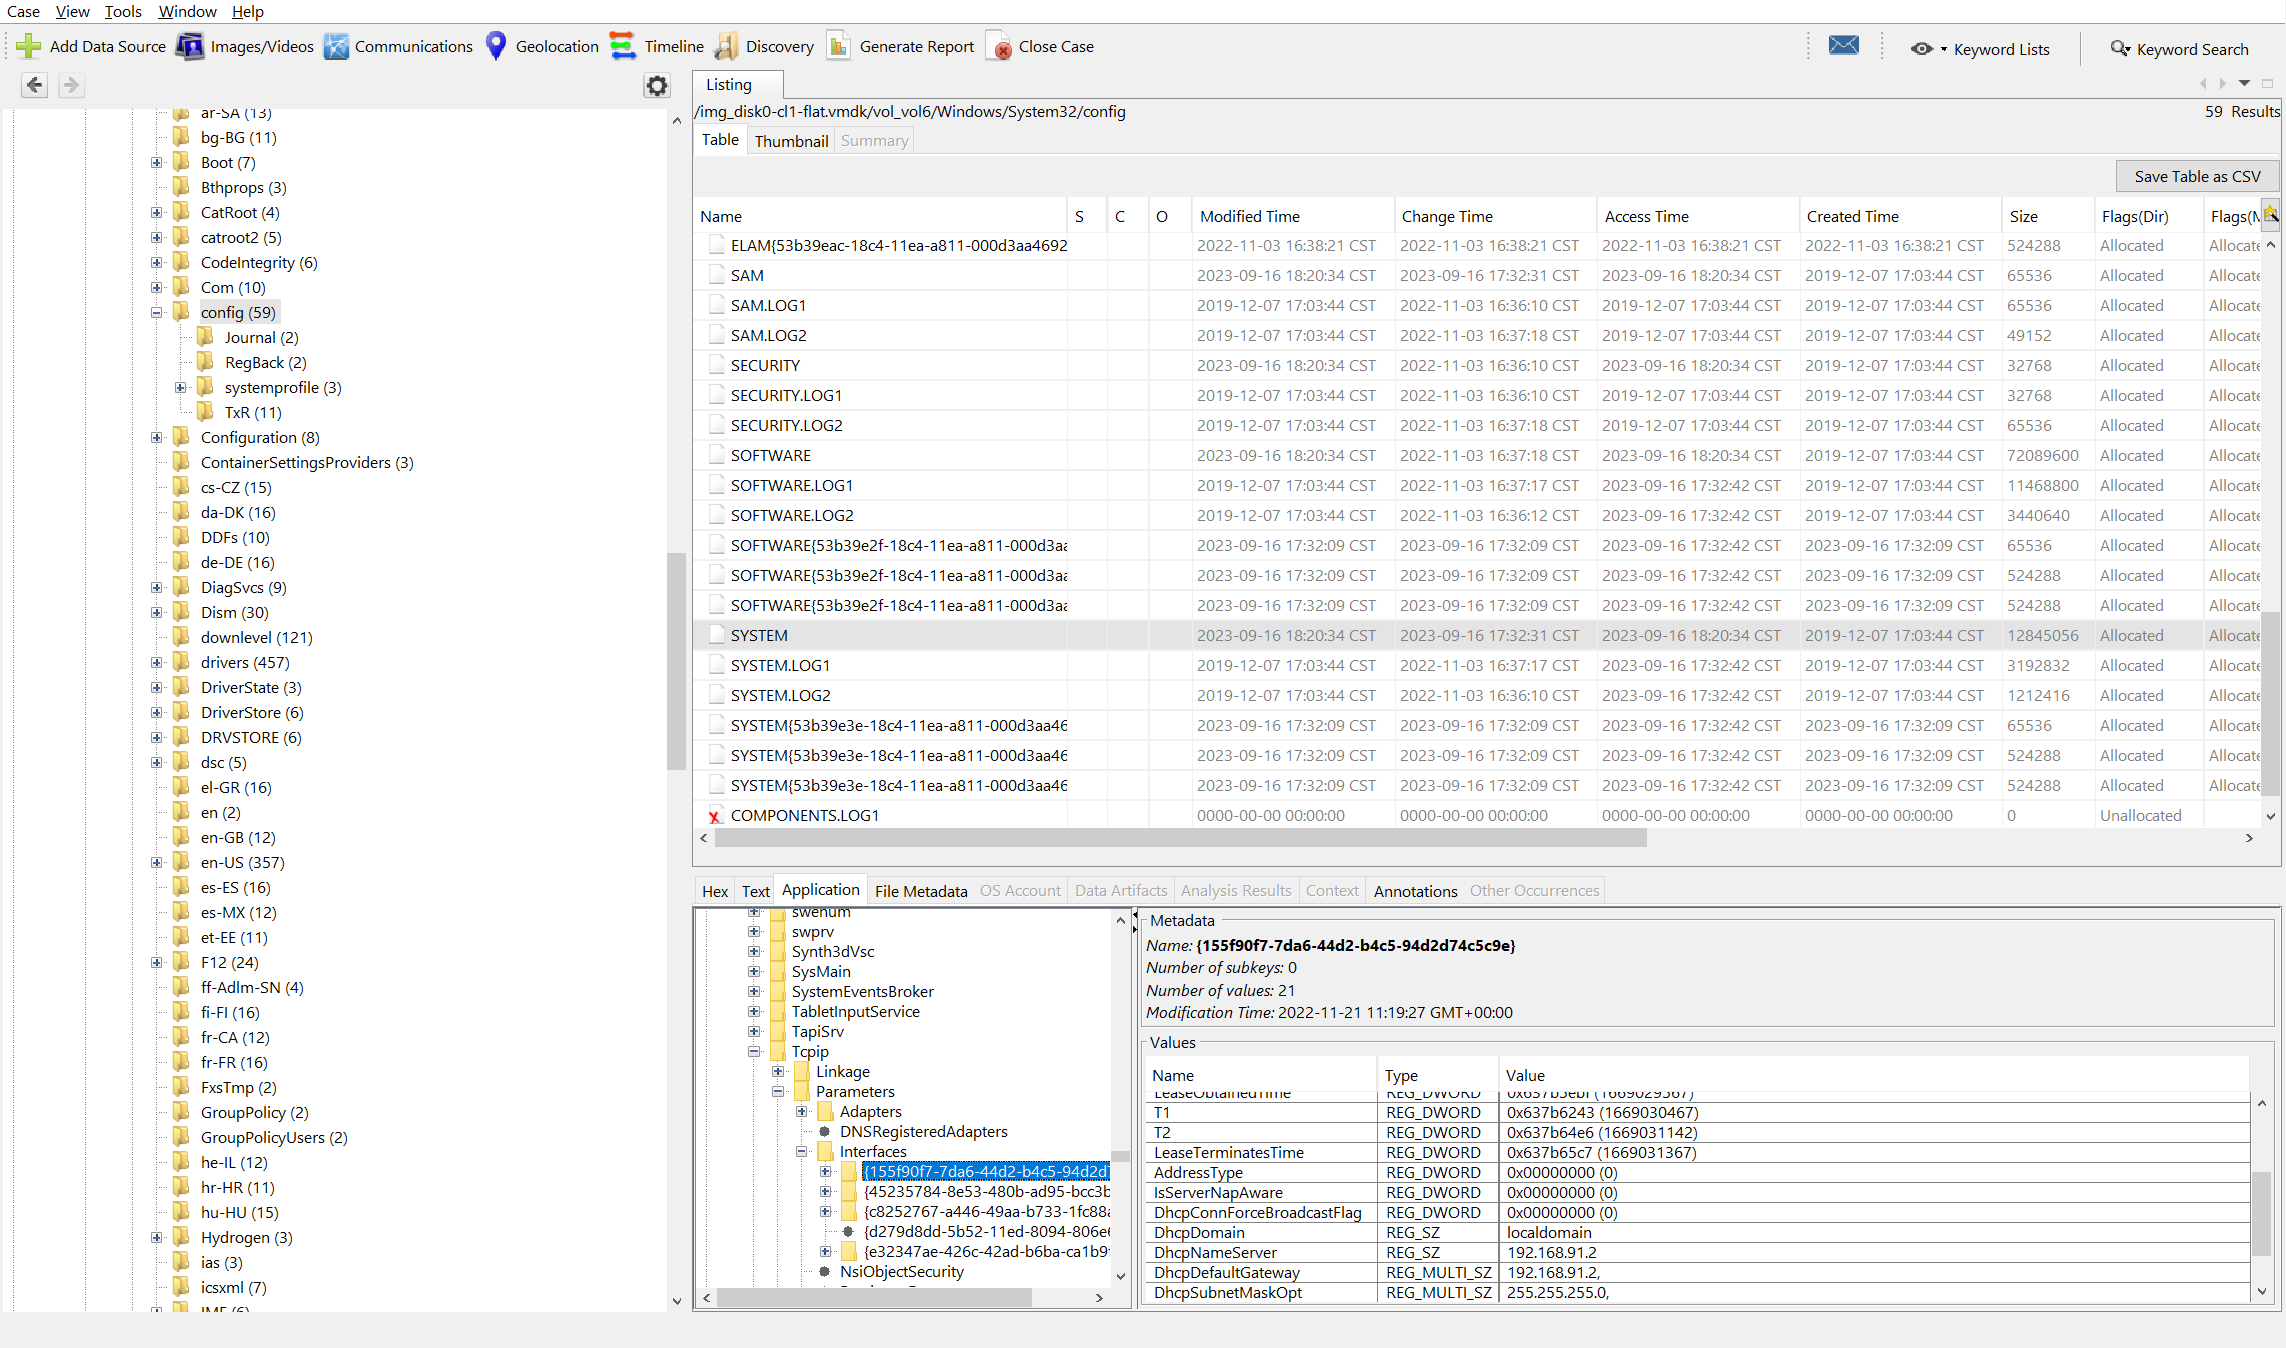 Case View Tools Window Help
Add Data Source Images/Videos Communications Geolocation Timeline Discovery Generate Report Close Case Keyword Lists Keyword Search
ar-SA (13)
bg-BG (11)
Boot (7)
Bthprops (3)
CatRoot (4)
catroot2 (5)
CodeIntegrity (6)
Com (10)
config (59)
Journal (2)
RegBack (2)
systemprofile (3)
TxR (11)
Configuration (8)
ContainerSettingsProviders (3)
cs-CZ (15)
da-DK (16)
DDFs (10)
de-DE (16)
DiagSvcs (9)
Dism (30)
downlevel (121)
drivers (457)
DriverState (3)
DriverStore (6)
DRVSTORE (6)
dsc (5)
el-GR (16)
en (2)
en-GB (12)
en-US (357)
es-ES (16)
es-MX (12)
et-EE (11)
F12 (24)
ff-Adlm-SN (4)
fi-FI (16)
fr-CA (12)
fr-FR (16)
FxsTmp (2)
GroupPolicy (2)
GroupPolicyUsers (2)
he-IL (12)
hr-HR (11)
hu-HU (15)
Hydrogen (3)
ias (3)
icsxml (7)
IME (6)
Listing
/img_disk0-cl1-flat.vmdk/vol_vol6/Windows/System32/config 59 Results
Table Thumbnail Summary
Save Table as CSV
Name S C O Modified Time Change Time Access Time Created Time Size Flags(Dir) Flags(M
ELAM{53b39eac-18c4-11ea-a811-000d3aa4692 2022-11-03 16:38:21 CST 2022-11-03 16:38:21 CST 2022-11-03 16:38:21 CST 2022-11-03 16:38:21 CST 524288 Allocated Allocate
SAM 2023-09-16 18:20:34 CST 2023-09-16 17:32:31 CST 2023-09-16 18:20:34 CST 2019-12-07 17:03:44 CST 65536 Allocated Allocate
SAM.LOG1 2019-12-07 17:03:44 CST 2022-11-03 16:36:10 CST 2019-12-07 17:03:44 CST 2019-12-07 17:03:44 CST 65536 Allocated Allocate
SAM.LOG2 2019-12-07 17:03:44 CST 2022-11-03 16:37:18 CST 2019-12-07 17:03:44 CST 2019-12-07 17:03:44 CST 49152 Allocated Allocate
SECURITY 2023-09-16 18:20:34 CST 2022-11-03 16:36:10 CST 2023-09-16 18:20:34 CST 2019-12-07 17:03:44 CST 32768 Allocated Allocate
SECURITY.LOG1 2019-12-07 17:03:44 CST 2022-11-03 16:36:10 CST 2019-12-07 17:03:44 CST 2019-12-07 17:03:44 CST 32768 Allocated Allocate
SECURITY.LOG2 2019-12-07 17:03:44 CST 2022-11-03 16:37:18 CST 2019-12-07 17:03:44 CST 2019-12-07 17:03:44 CST 65536 Allocated Allocate
SOFTWARE 2023-09-16 18:20:34 CST 2022-11-03 16:37:18 CST 2023-09-16 18:20:34 CST 2019-12-07 17:03:44 CST 72089600 Allocated Allocate
SOFTWARE.LOG1 2019-12-07 17:03:44 CST 2022-11-03 16:37:17 CST 2023-09-16 17:32:42 CST 2019-12-07 17:03:44 CST 11468800 Allocated Allocate
SOFTWARE.LOG2 2019-12-07 17:03:44 CST 2022-11-03 16:36:12 CST 2023-09-16 17:32:42 CST 2019-12-07 17:03:44 CST 3440640 Allocated Allocate
SOFTWARE{53b39e2f-18c4-11ea-a811-000d3aa 2023-09-16 17:32:09 CST 2023-09-16 17:32:09 CST 2023-09-16 17:32:42 CST 2023-09-16 17:32:09 CST 65536 Allocated Allocate
SOFTWARE{53b39e2f-18c4-11ea-a811-000d3aa 2023-09-16 17:32:09 CST 2023-09-16 17:32:09 CST 2023-09-16 17:32:42 CST 2023-09-16 17:32:09 CST 524288 Allocated Allocate
SOFTWARE{53b39e2f-18c4-11ea-a811-000d3aa 2023-09-16 17:32:09 CST 2023-09-16 17:32:09 CST 2023-09-16 17:32:42 CST 2023-09-16 17:32:09 CST 524288 Allocated Allocate
SYSTEM 2023-09-16 18:20:34 CST 2023-09-16 17:32:31 CST 2023-09-16 18:20:34 CST 2019-12-07 17:03:44 CST 12845056 Allocated Allocate
SYSTEM.LOG1 2019-12-07 17:03:44 CST 2022-11-03 16:37:17 CST 2023-09-16 17:32:42 CST 2019-12-07 17:03:44 CST 3192832 Allocated Allocate
SYSTEM.LOG2 2019-12-07 17:03:44 CST 2022-11-03 16:36:10 CST 2023-09-16 17:32:42 CST 2019-12-07 17:03:44 CST 1212416 Allocated Allocate
SYSTEM{53b39e3e-18c4-11ea-a811-000d3aa46 2023-09-16 17:32:09 CST 2023-09-16 17:32:09 CST 2023-09-16 17:32:42 CST 2023-09-16 17:32:09 CST 65536 Allocated Allocate
SYSTEM{53b39e3e-18c4-11ea-a811-000d3aa46 2023-09-16 17:32:09 CST 2023-09-16 17:32:09 CST 2023-09-16 17:32:42 CST 2023-09-16 17:32:09 CST 524288 Allocated Allocate
SYSTEM{53b39e3e-18c4-11ea-a811-000d3aa46 2023-09-16 17:32:09 CST 2023-09-16 17:32:09 CST 2023-09-16 17:32:42 CST 2023-09-16 17:32:09 CST 524288 Allocated Allocate
COMPONENTS.LOG1 0000-00-00 00:00:00 0000-00-00 00:00:00 0000-00-00 00:00:00 0000-00-00 00:00:00 0 Unallocated
Hex Text Application File Metadata OS Account Data Artifacts Analysis Results Context Annotations Other Occurrences
swenum
swprv
Synth3dVsc
SysMain
SystemEventsBroker
TabletInputService
TapiSrv
Tcpip
Linkage
Parameters
Adapters
DNSRegisteredAdapters
Interfaces
{155f90f7-7da6-44d2-b4c5-94d2d7
{45235784-8e53-480b-ad95-bcc3b
{c8252767-a446-49aa-b733-1fc88a
{d279d8dd-5b52-11ed-8094-806e6
{e32347ae-426c-42ad-b6ba-ca1b9
NsiObjectSecurity
Metadata
Name: {155f90f7-7da6-44d2-b4c5-94d2d74c5c9e}
Number of subkeys: 0
Number of values: 21
Modification Time: 2022-11-21 11:19:27 GMT+00:00
Values
Name Type Value
LeaseObtainedTime REG_DWORD 0x637b5ebf (1669029567)
T1 REG_DWORD 0x637b6243 (1669030467)
T2 REG_DWORD 0x637b64e6 (1669031142)
LeaseTerminatesTime REG_DWORD 0x637b65c7 (1669031367)
AddressType REG_DWORD 0x00000000 (0)
IsServerNapAware REG_DWORD 0x00000000 (0)
DhcpConnForceBroadcastFlag REG_DWORD 0x00000000 (0)
DhcpDomain REG_SZ localdomain
DhcpNameServer REG_SZ 192.168.91.2
DhcpDefaultGateway REG_MULTI_SZ 192.168.91.2,
DhcpSubnetMaskOpt REG_MULTI_SZ 255.255.255.0,